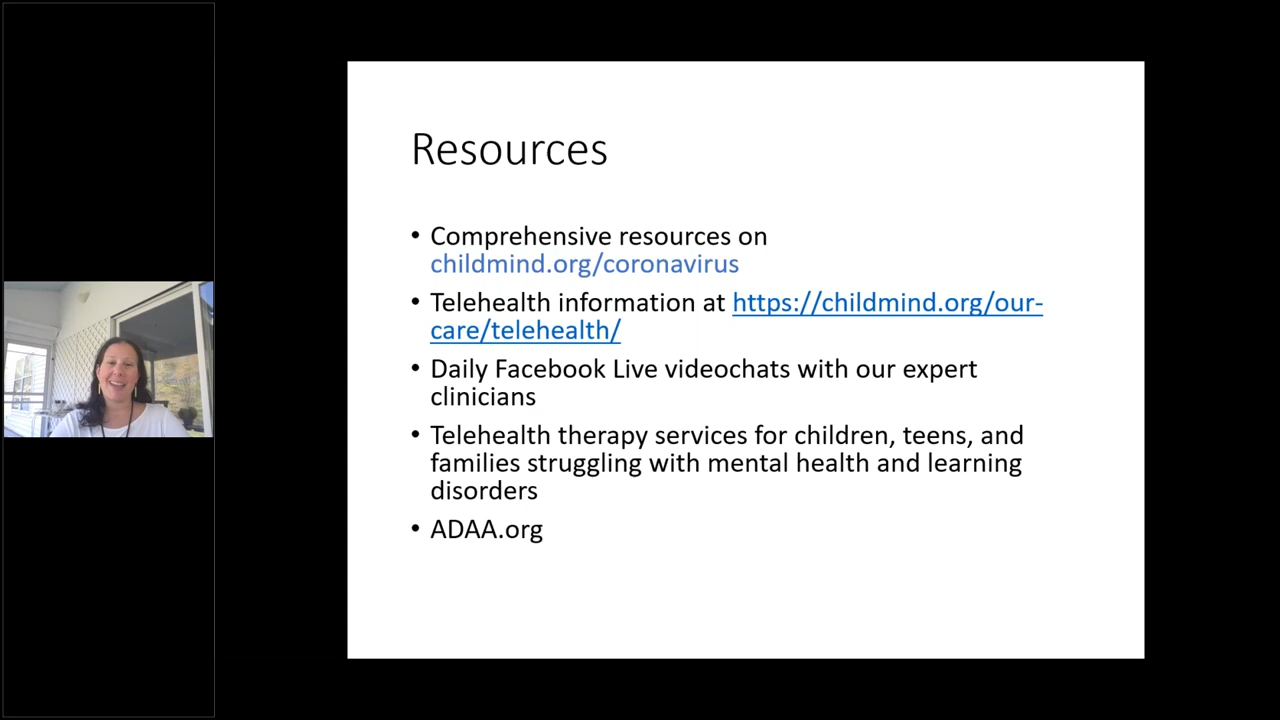 Resources
• Comprehensive resources on
childmind.org/coronavirus
• Telehealth information at https://childmind.org/our-
care/telehealth/
• Daily Facebook Live videochats with our expert
clinicians
• Telehealth therapy services for children, teens, and
families struggling with mental health and learning
disorders
• ADAA.org